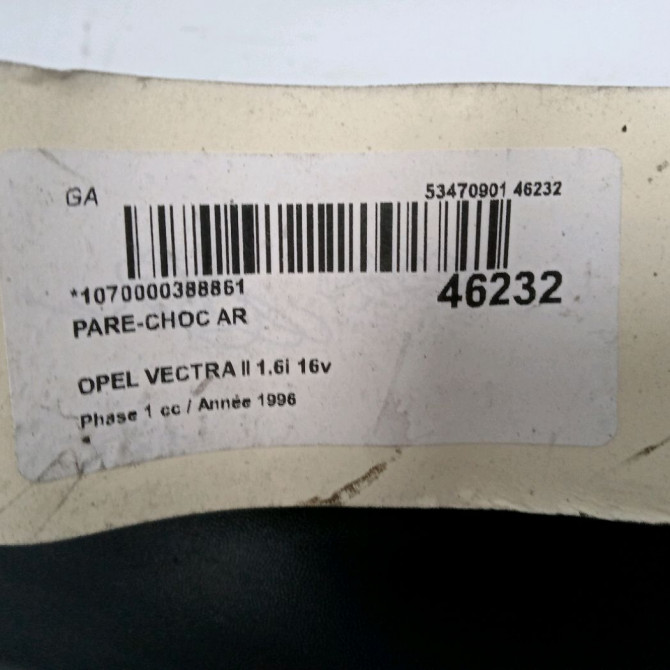 GA 53470901 46232
*1070000388861 46232
PARE-CHOC AR
OPEL VECTRA II 1.6i 16v
Phase 1 cc / Année 1996